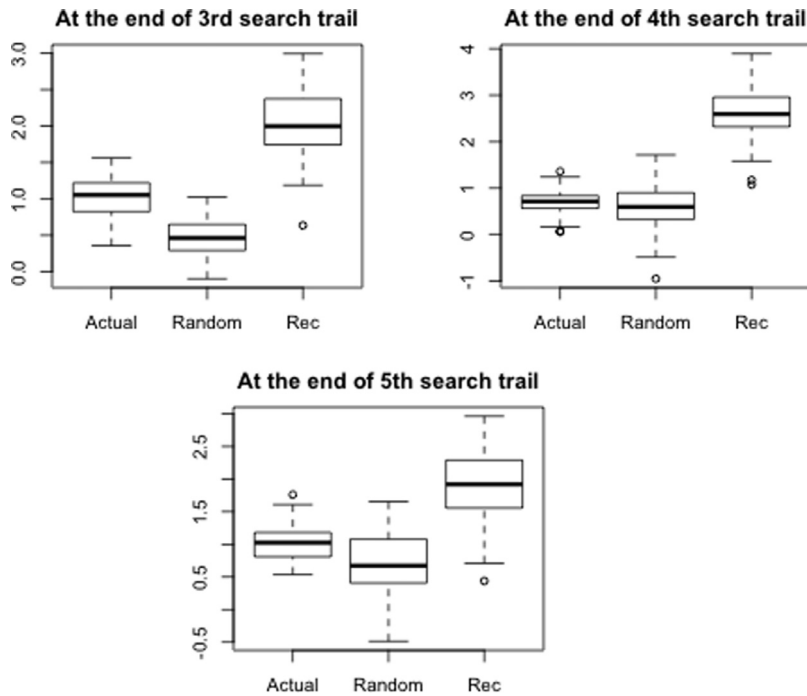 At the end of 3rd search trail
3.0
2.0
1.0
0.0
Actual Random Rec
At the end of 4th search trail
4
3
2
1
0
-1
Actual Random Rec
At the end of 5th search trail
2.5
1.5
0.5
-0.5
Actual Random Rec